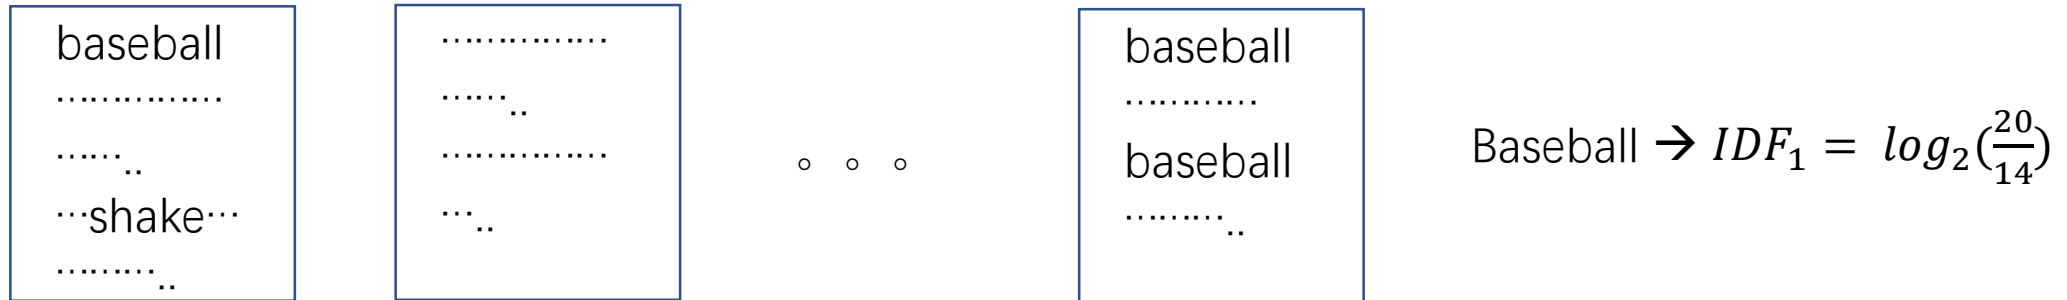 baseball
……………
……..
…shake…
………..
……………
……..
……………
…..
。。。
baseball
…………
baseball
………..
Baseball → IDF₁ = log₂(20/14)